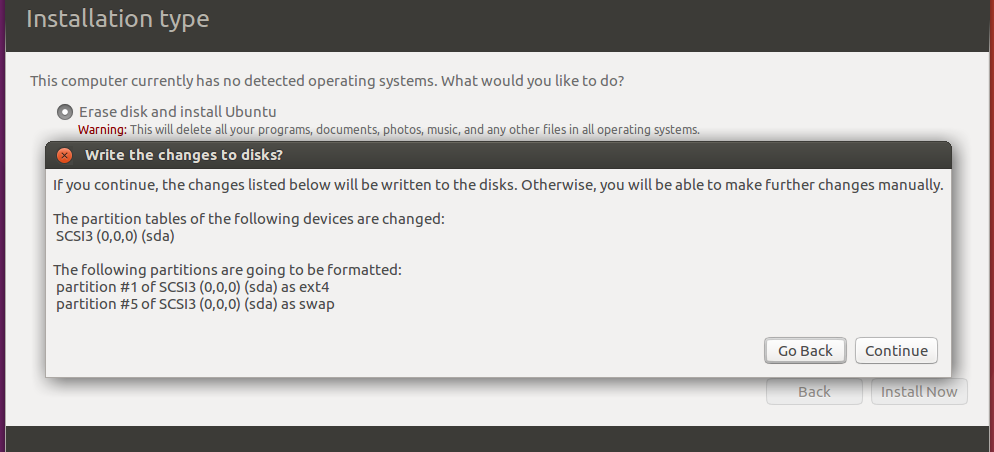 Installation type
This computer currently has no detected operating systems. What would you like to do?
Erase disk and install Ubuntu
Warning: This will delete all your programs, documents, photos, music, and any other files in all operating systems.
Write the changes to disks?
If you continue, the changes listed below will be written to the disks. Otherwise, you will be able to make further changes manually.
The partition tables of the following devices are changed:
SCSI3 (0,0,0) (sda)
The following partitions are going to be formatted:
partition #1 of SCSI3 (0,0,0) (sda) as ext4
partition #5 of SCSI3 (0,0,0) (sda) as swap
Go Back Continue
Back Install Now